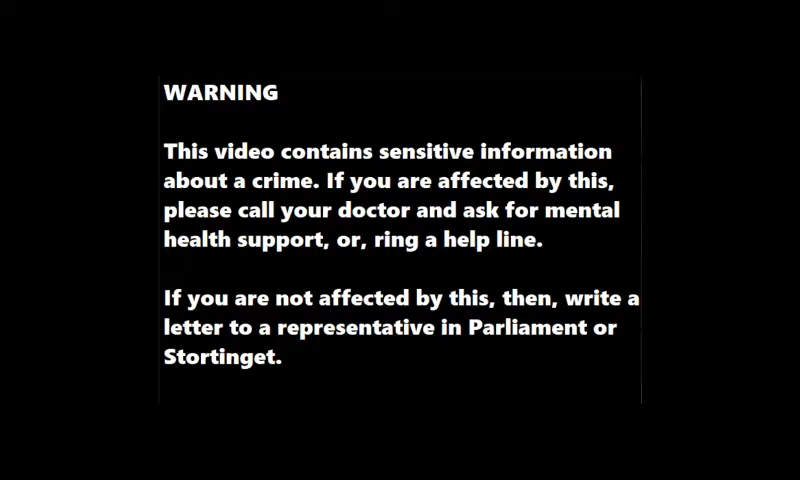 WARNING
This video contains sensitive information
about a crime. If you are affected by this,
please call your doctor and ask for mental
health support, or, ring a help line.
If you are not affected by this, then, write a
letter to a representative in Parliament or
Stortinget.